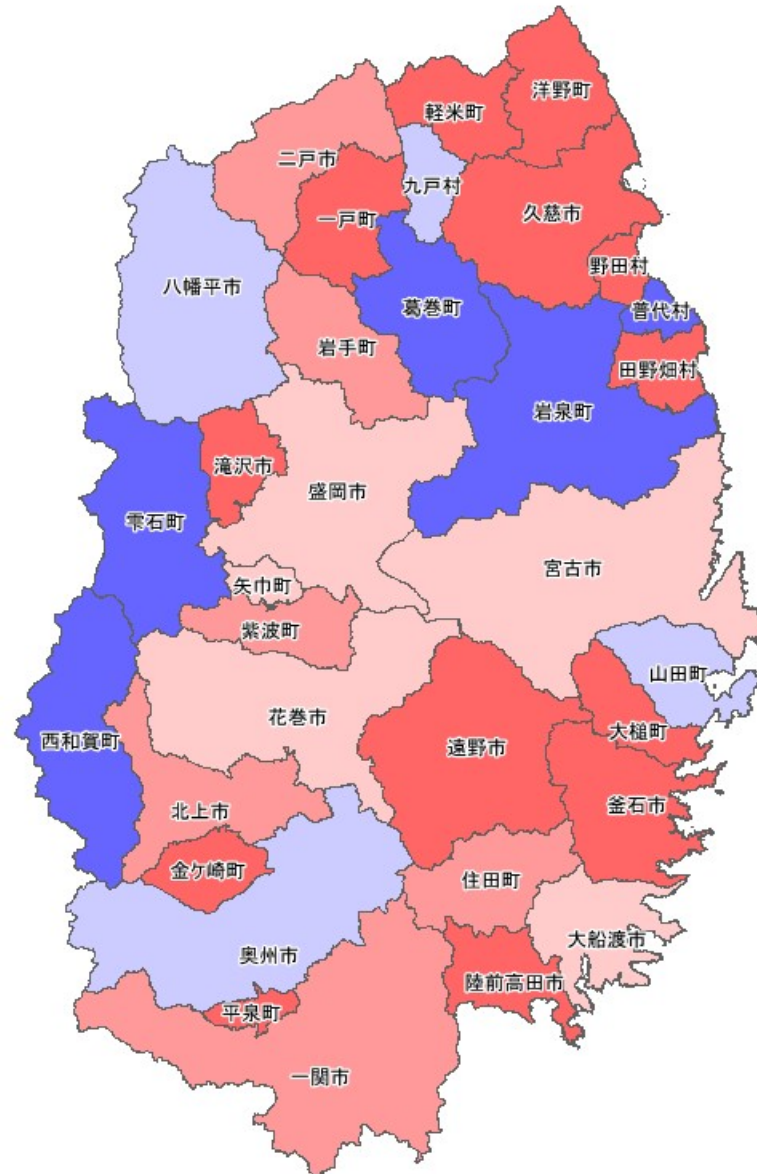 洋野町
軽米町
二戸市
九戸村
一戸町
久慈市
野田村
八幡平市
葛巻町
普代村
岩手町
田野畑村
岩泉町
滝沢市
盛岡市
雫石町
宮古市
矢巾町
紫波町
山田町
花巻市
大槌町
西和賀町
遠野市
釜石市
北上市
金ケ崎町
住田町
大船渡市
奥州市
陸前高田市
平泉町
一関市